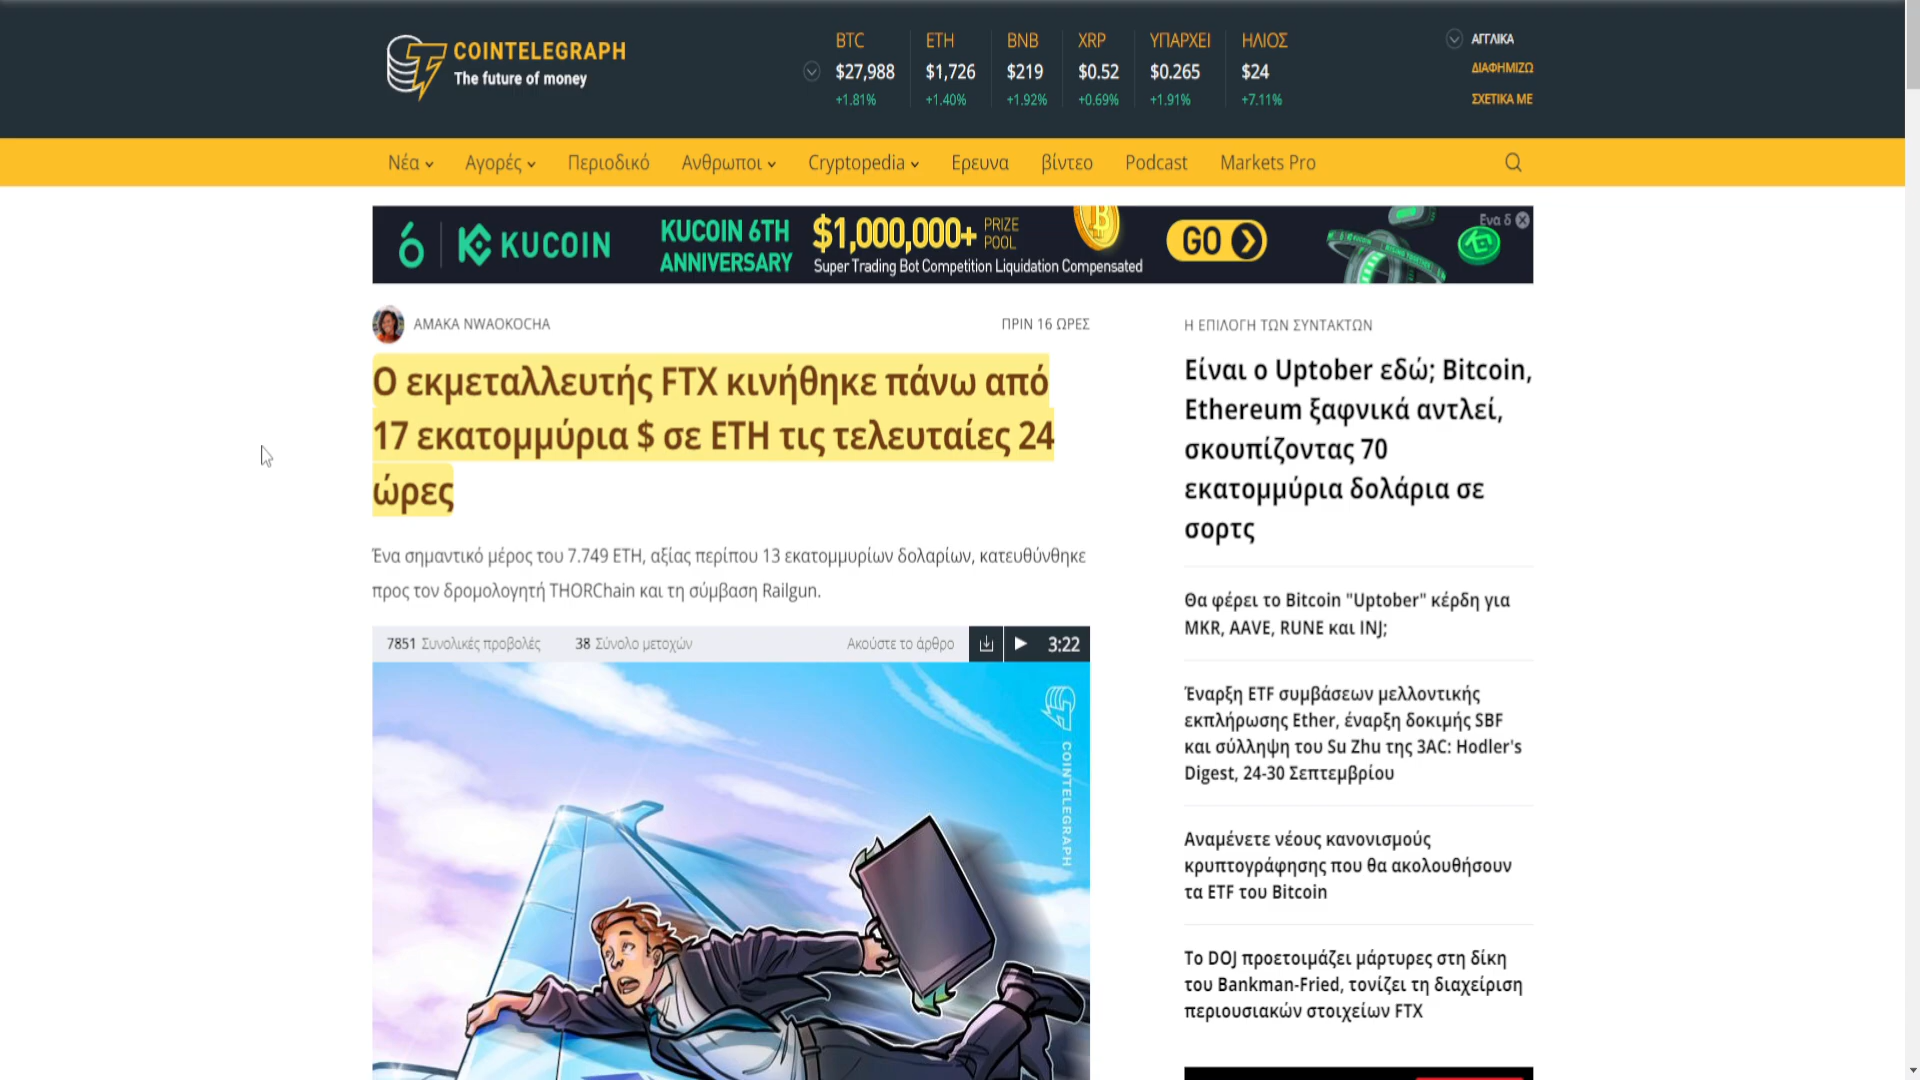 COINTELEGRAPH
The future of money
BTC
$27,988
+1.81%
ETH
$1,726
+1.40%
BNB
$219
+1.92%
XRP
$0.52
+0.69%
ΥΠΑΡΧΕΙ
$0.265
+1.91%
ΗΛΙΟΣ
$24
+7.11%
ΑΓΓΛΙΚΑ
ΔΙΑΦΗΜΙΖΩ
ΣΧΕΤΙΚΑ ΜΕ
Νέα
Αγορές
Περιοδικό
Ανθρωποι
Cryptopedia
Ερευνα
βίντεο
Podcast
Markets Pro
6 KUCOIN
KUCOIN 6TH
ANNIVERSARY
$1,000,000+ PRIZE
POOL
Super Trading Bot Competition Liquidation Compensated
GO
Ενα δ
AMAKA NWAOKOCHA
ΠΡΙΝ 16 ΩΡΕΣ
Ο εκμεταλλευτής FTX κινήθηκε πάνω από
17 εκατομμύρια $ σε ETH τις τελευταίες 24
ώρες
Ένα σημαντικό μέρος του 7.749 ETH, αξίας περίπου 13 εκατομμυρίων δολαρίων, κατευθύνθηκε
προς τον δρομολογητή THORChain και τη σύμβαση Railgun.
7851 Συνολικές προβολές
38 Σύνολο μετοχών
Ακούστε το άρθρο
3:22
COINTELEGRAPH
Η ΕΠΙΛΟΓΗ ΤΩΝ ΣΥΝΤΑΚΤΩΝ
Είναι ο Uptober εδώ; Bitcoin,
Ethereum ξαφνικά αντλεί,
σκουπίζοντας 70
εκατομμύρια δολάρια σε
σορτς
Θα φέρει το Bitcoin "Uptober" κέρδη για
MKR, AAVE, RUNE και INJ;
Έναρξη ETF συμβάσεων μελλοντικής
εκπλήρωσης Ether, έναρξη δοκιμής SBF
και σύλληψη του Su Zhu της 3AC: Hodler's
Digest, 24-30 Σεπτεμβρίου
Αναμένετε νέους κανονισμούς
κρυπτογράφησης που θα ακολουθήσουν
τα ETF του Bitcoin
Το DOJ προετοιμάζει μάρτυρες στη δίκη
του Bankman-Fried, τονίζει τη διαχείριση
περιουσιακών στοιχείων FTX